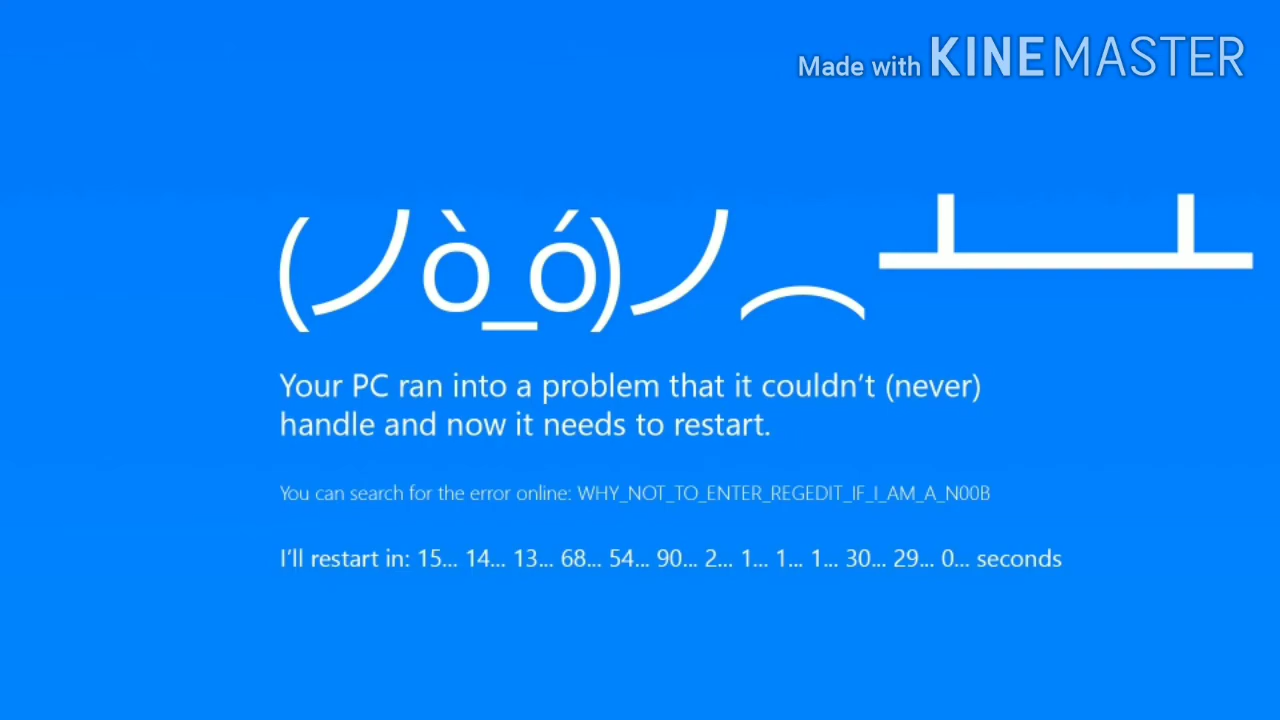 Made with KINEMASTER
(ノò_ó)ノ︵┻━┻
Your PC ran into a problem that it couldn’t (never)
handle and now it needs to restart.
You can search for the error online: WHY_NOT_TO_ENTER_REGEDIT_IF_I_AM_A_N00B
I’ll restart in: 15... 14... 13... 68... 54... 90... 2... 1... 1... 1... 30... 29... 0... seconds